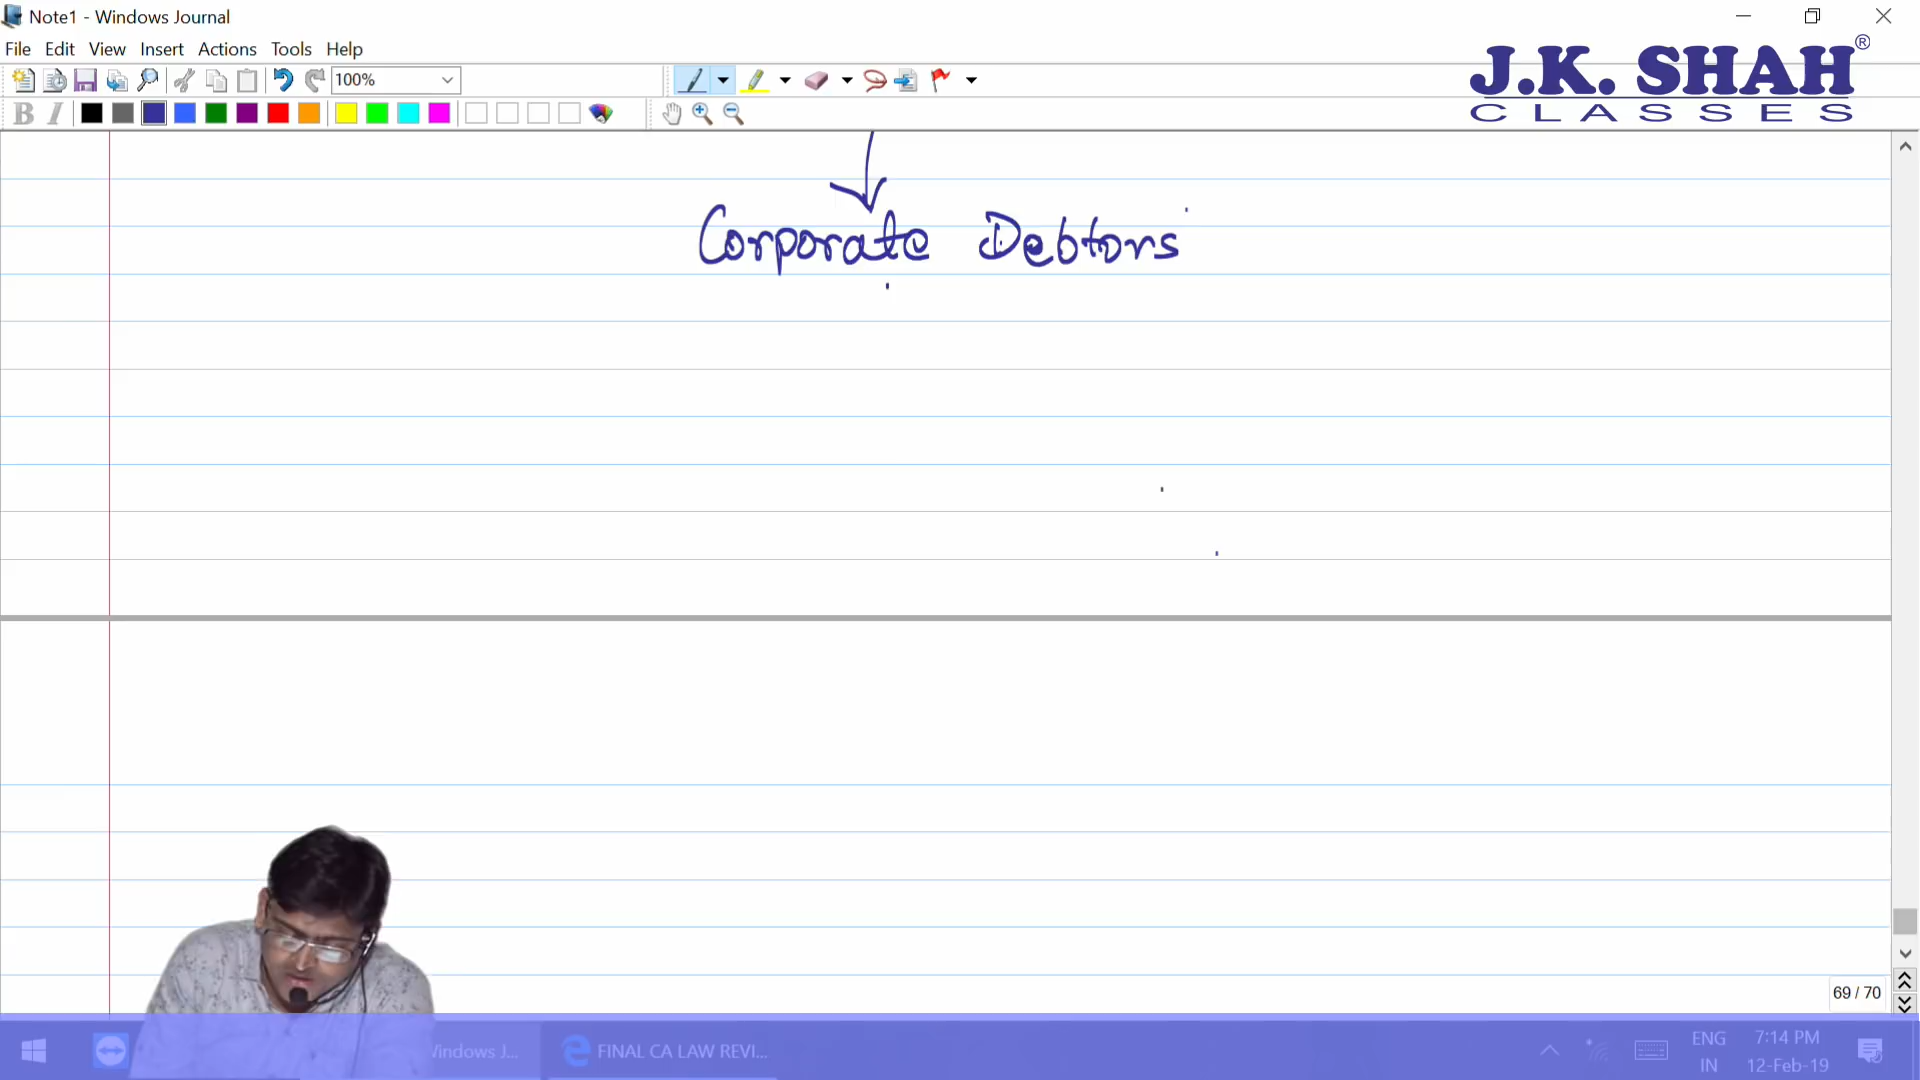 Note1 - Windows Journal
File Edit View Insert Actions Tools Help
100%
J.K. SHAH®
CLASSES
B I
Corporate Debtors
69 / 70
Windows J... FINAL CA LAW REVI...
ENG 7:14 PM
IN 12-Feb-19